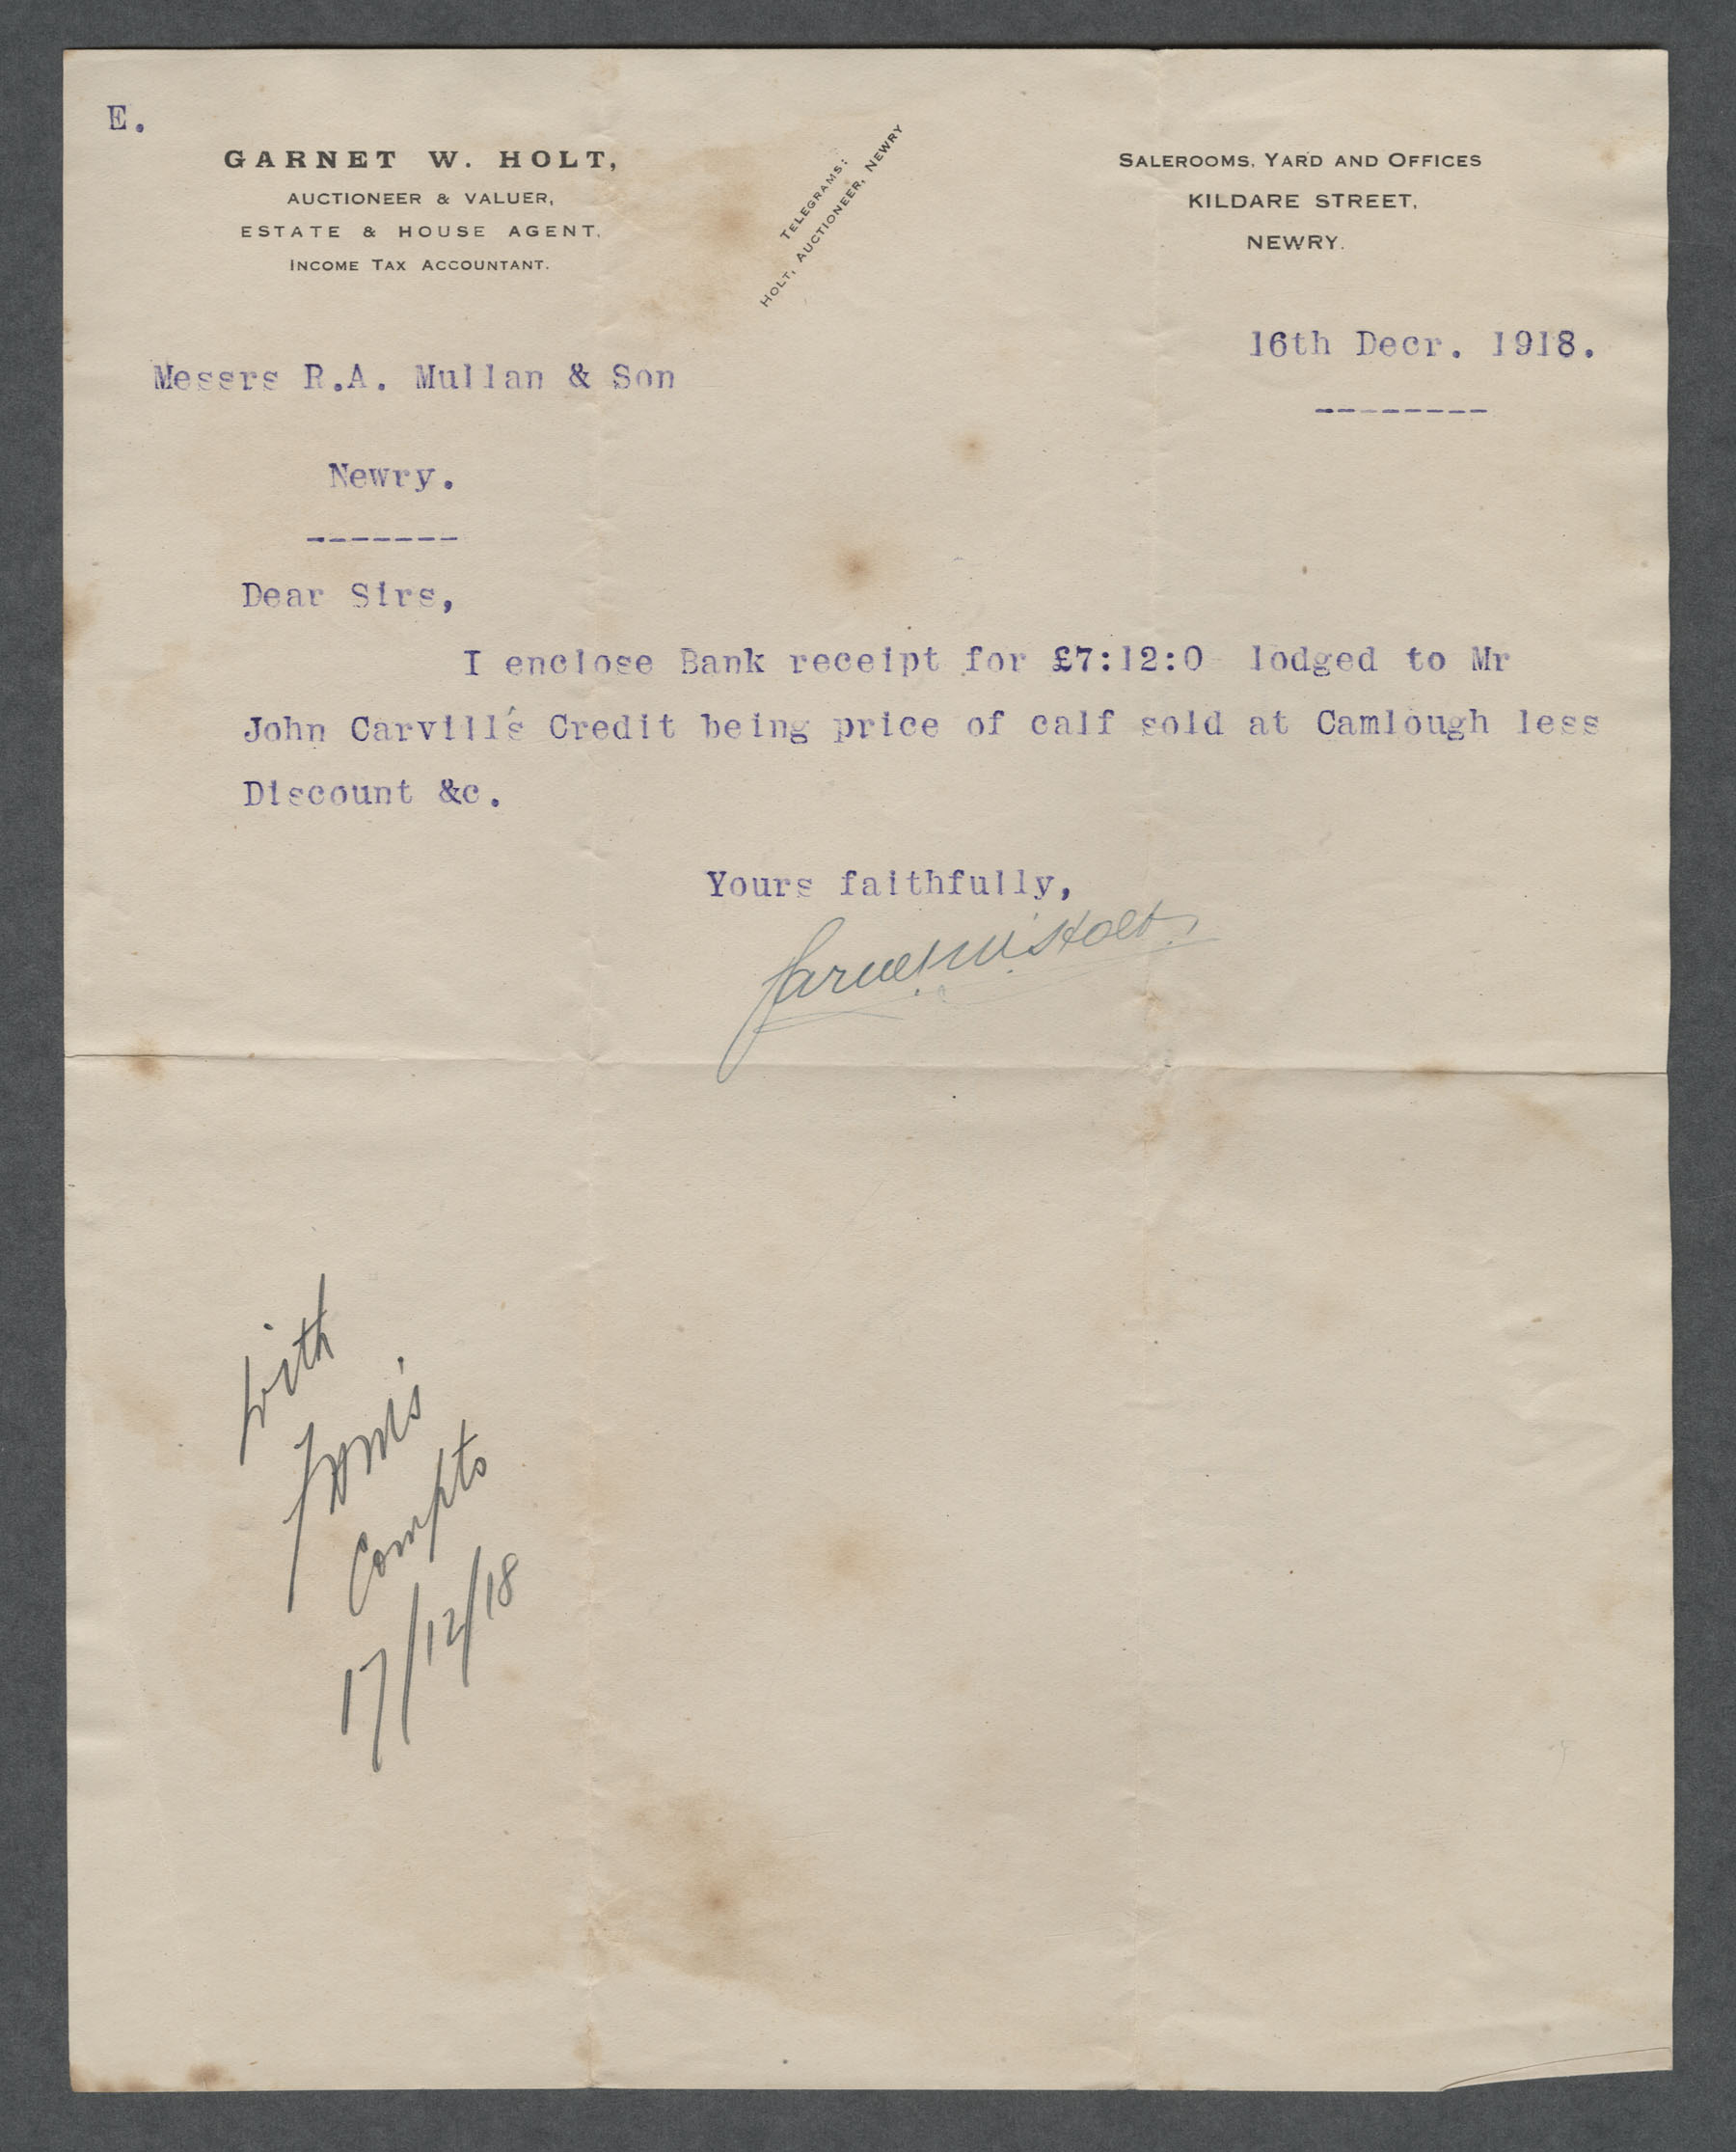 E.
GARNET W. HOLT,
AUCTIONEER & VALUER,
ESTATE & HOUSE AGENT,
INCOME TAX ACCOUNTANT.
TELEGRAMS:
HOLT, AUCTIONEER, NEWRY
SALEROOMS, YARD AND OFFICES
KILDARE STREET,
NEWRY.
16th Decr. 1918.
--------
Messrs R.A. Mullan & Son
Newry.
-------
Dear Sirs,
I enclose Bank receipt for £7:12:0 lodged to Mr
John Carvill's Credit being price of calf sold at Camlough less
Discount &c.
Yours faithfully,
Garnet W. Holt.
With
Compts
17/12/18